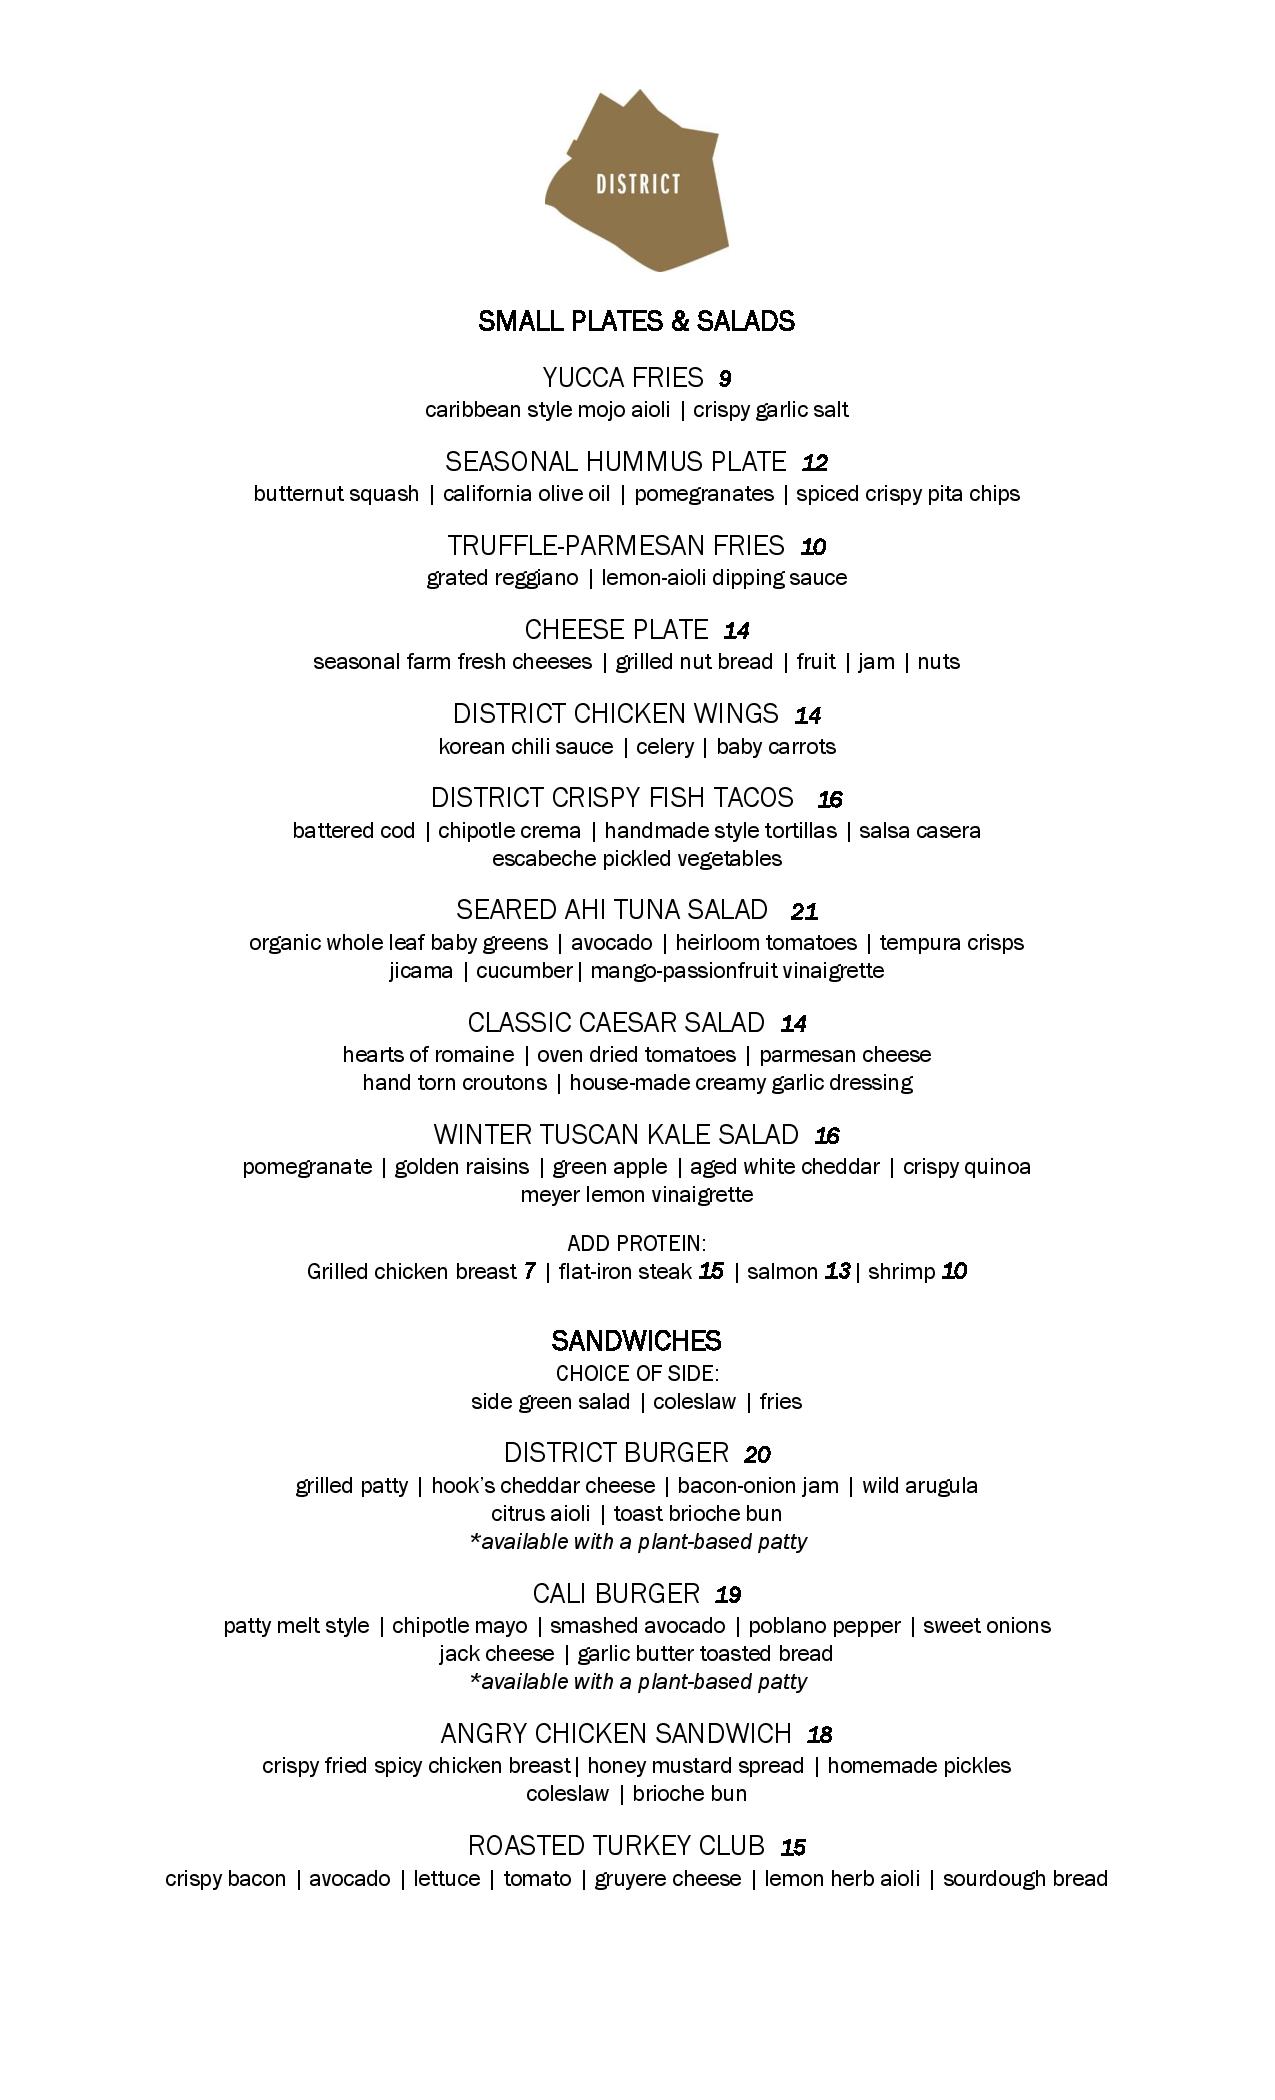 DISTRICT
SMALL PLATES & SALADS
YUCCA FRIES 9
caribbean style mojo aioli | crispy garlic salt
SEASONAL HUMMUS PLATE 12
butternut squash | california olive oil | pomegranates | spiced crispy pita chips
TRUFFLE-PARMESAN FRIES 10
grated reggiano | lemon-aioli dipping sauce
CHEESE PLATE 14
seasonal farm fresh cheeses | grilled nut bread | fruit | jam | nuts
DISTRICT CHICKEN WINGS 14
korean chili sauce | celery | baby carrots
DISTRICT CRISPY FISH TACOS 16
battered cod | chipotle crema | handmade style tortillas | salsa casera
escabeche pickled vegetables
SEARED AHI TUNA SALAD 21
organic whole leaf baby greens | avocado | heirloom tomatoes | tempura crisps
jicama | cucumber| mango-passionfruit vinaigrette
CLASSIC CAESAR SALAD 14
hearts of romaine | oven dried tomatoes | parmesan cheese
hand torn croutons | house-made creamy garlic dressing
WINTER TUSCAN KALE SALAD 16
pomegranate | golden raisins | green apple | aged white cheddar | crispy quinoa
meyer lemon vinaigrette
ADD PROTEIN:
Grilled chicken breast 7 | flat-iron steak 15 | salmon 13| shrimp 10
SANDWICHES
CHOICE OF SIDE:
side green salad | coleslaw | fries
DISTRICT BURGER 20
grilled patty | hook's cheddar cheese | bacon-onion jam | wild arugula
citrus aioli | toast brioche bun
*available with a plant-based patty
CALI BURGER 19
patty melt style | chipotle mayo | smashed avocado | poblano pepper | sweet onions
jack cheese | garlic butter toasted bread
*available with a plant-based patty
ANGRY CHICKEN SANDWICH 18
crispy fried spicy chicken breast| honey mustard spread | homemade pickles
coleslaw | brioche bun
ROASTED TURKEY CLUB 15
crispy bacon | avocado | lettuce | tomato | gruyere cheese | lemon herb aioli | sourdough bread